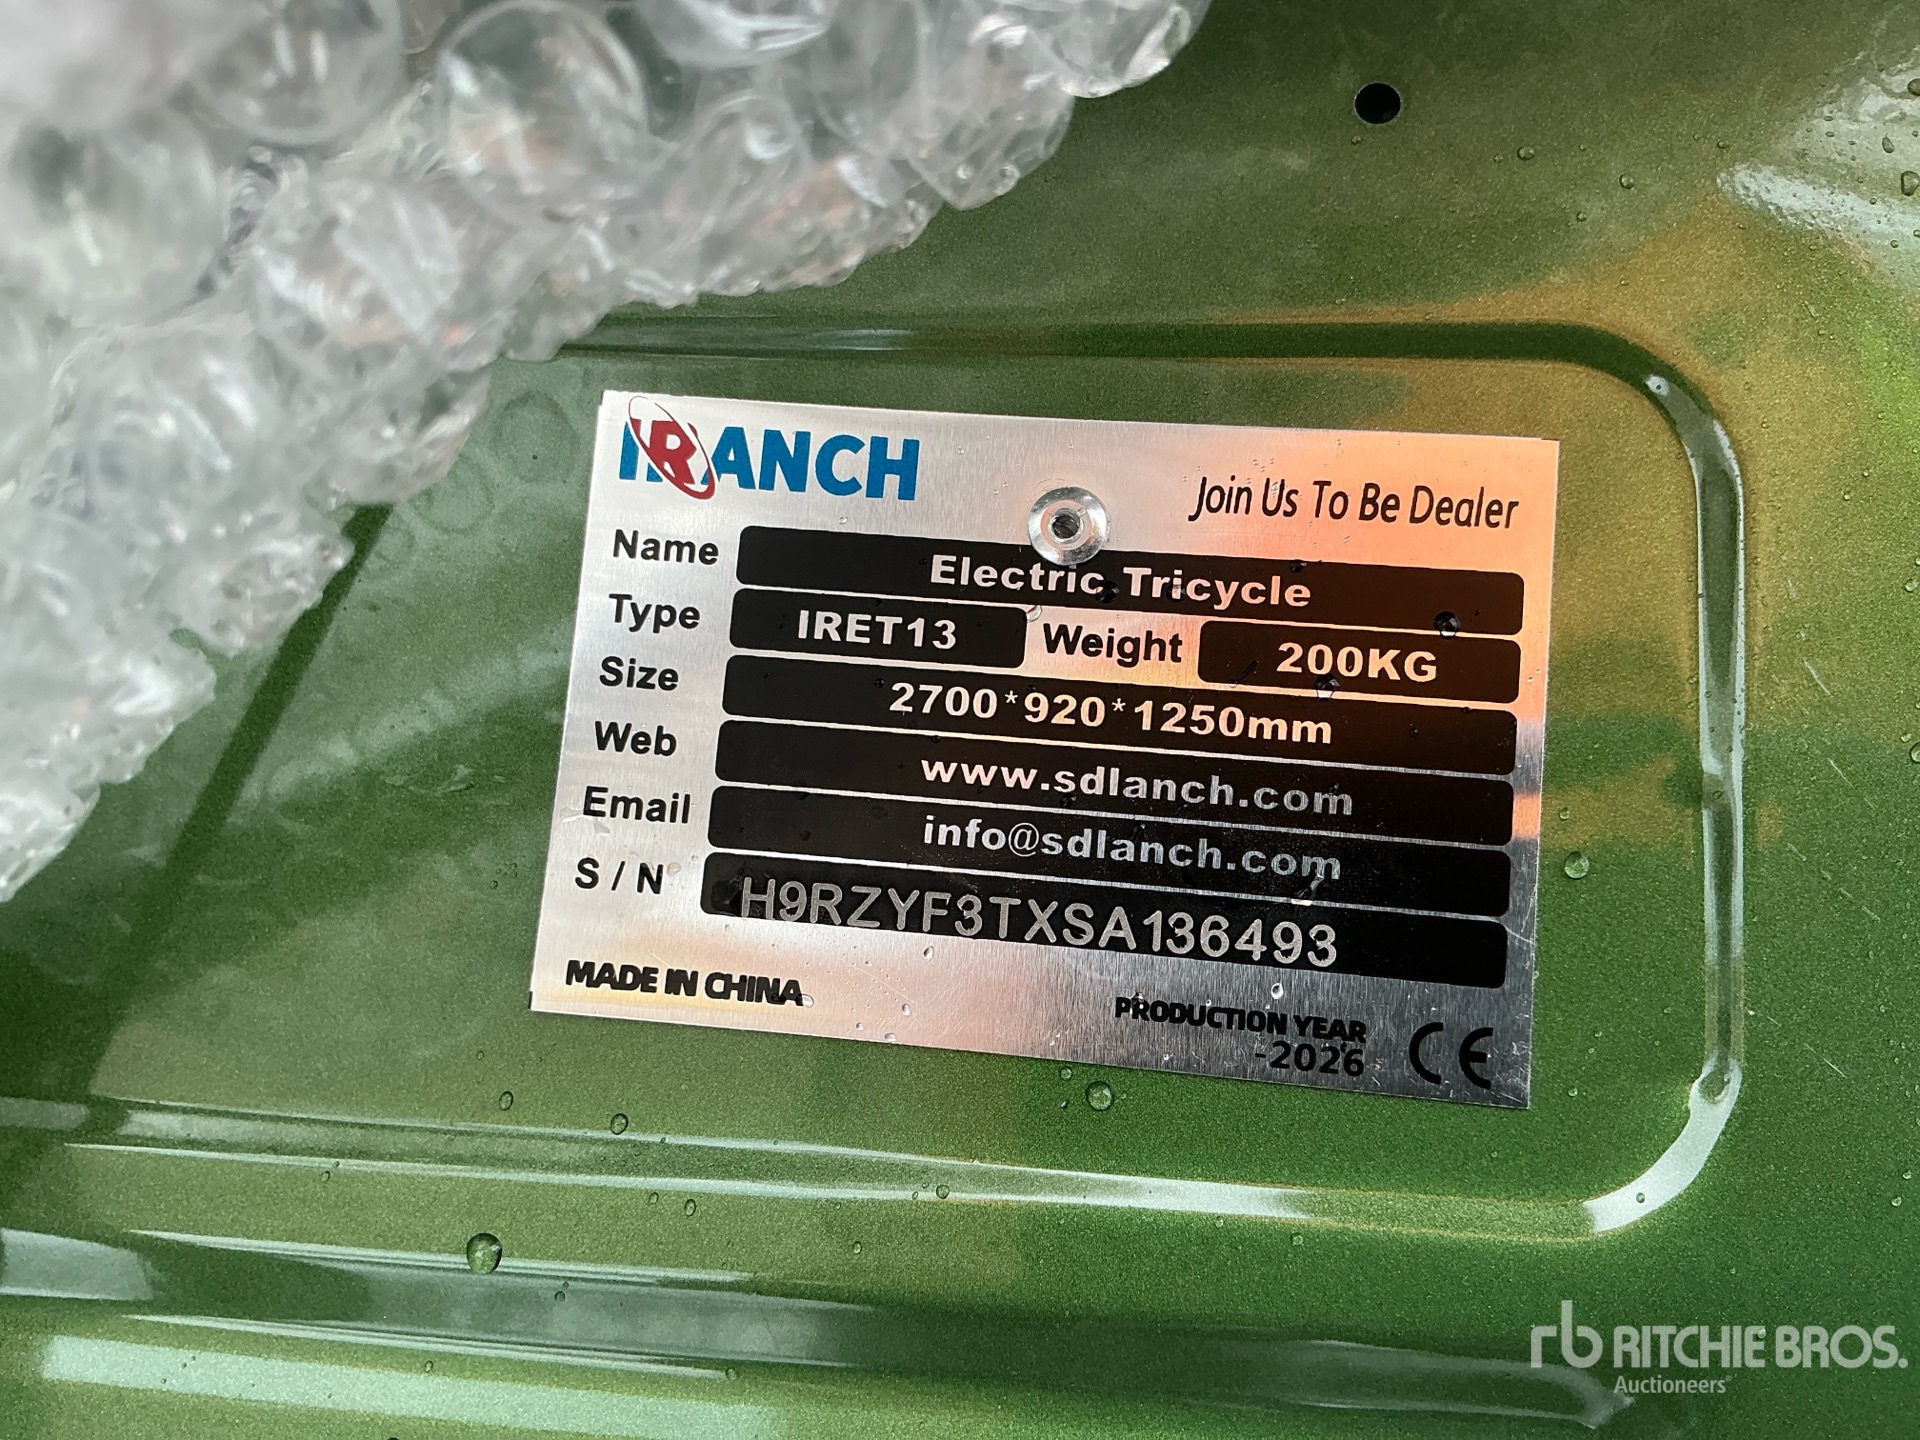 IRANCH
Join Us To Be Dealer
Name Electric Tricycle
Type IRET13 Weight 200KG
Size 2700*920*1250mm
Web www.sdlanch.com
Email info@sdlanch.com
S / N H9RZYF3TXSA136493
MADE IN CHINA
PRODUCTION YEAR
-2026
CE
rb RITCHIE BROS.
Auctioneers